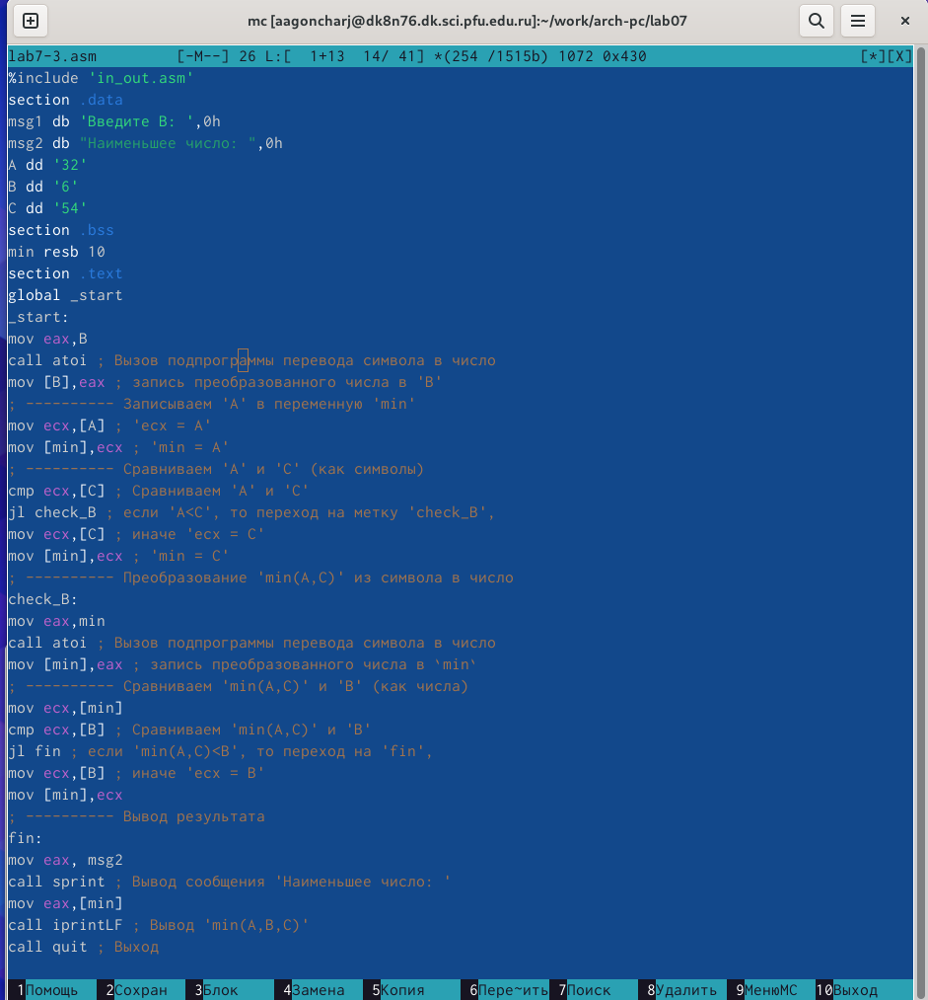 mc [aagoncharj@dk8n76.dk.sci.pfu.edu.ru]:~/work/arch-pc/lab07
lab7-3.asm [-M--] 26 L:[ 1+13 14/ 41] *(254 /1515b) 1072 0x430 [*][X]
%include 'in_out.asm'
section .data
msg1 db 'Введите B: ',0h
msg2 db "Наименьшее число: ",0h
A dd '32'
B dd '6'
C dd '54'
section .bss
min resb 10
section .text
global _start
_start:
mov eax,B
call atoi ; Вызов подпрограммы перевода символа в число
mov [B],eax ; запись преобразованного числа в 'B'
; ---------- Записываем 'A' в переменную 'min'
mov ecx,[A] ; 'ecx = A'
mov [min],ecx ; 'min = A'
; ---------- Сравниваем 'A' и 'С' (как символы)
cmp ecx,[C] ; Сравниваем 'A' и 'С'
jl check_B ; если 'A<C', то переход на метку 'check_B',
mov ecx,[C] ; иначе 'ecx = C'
mov [min],ecx ; 'min = C'
; ---------- Преобразование 'min(A,C)' из символа в число
check_B:
mov eax,min
call atoi ; Вызов подпрограммы перевода символа в число
mov [min],eax ; запись преобразованного числа в `min`
; ---------- Сравниваем 'min(A,C)' и 'B' (как числа)
mov ecx,[min]
cmp ecx,[B] ; Сравниваем 'min(A,C)' и 'B'
jl fin ; если 'min(A,C)<B', то переход на 'fin',
mov ecx,[B] ; иначе 'ecx = B'
mov [min],ecx
; ---------- Вывод результата
fin:
mov eax, msg2
call sprint ; Вывод сообщения 'Наименьшее число: '
mov eax,[min]
call iprintLF ; Вывод 'min(A,B,C)'
call quit ; Выход
1Помощь 2Сохран 3Блок 4Замена 5Копия 6Пере~ить 7Поиск 8Удалить 9МенюMC 10Выход